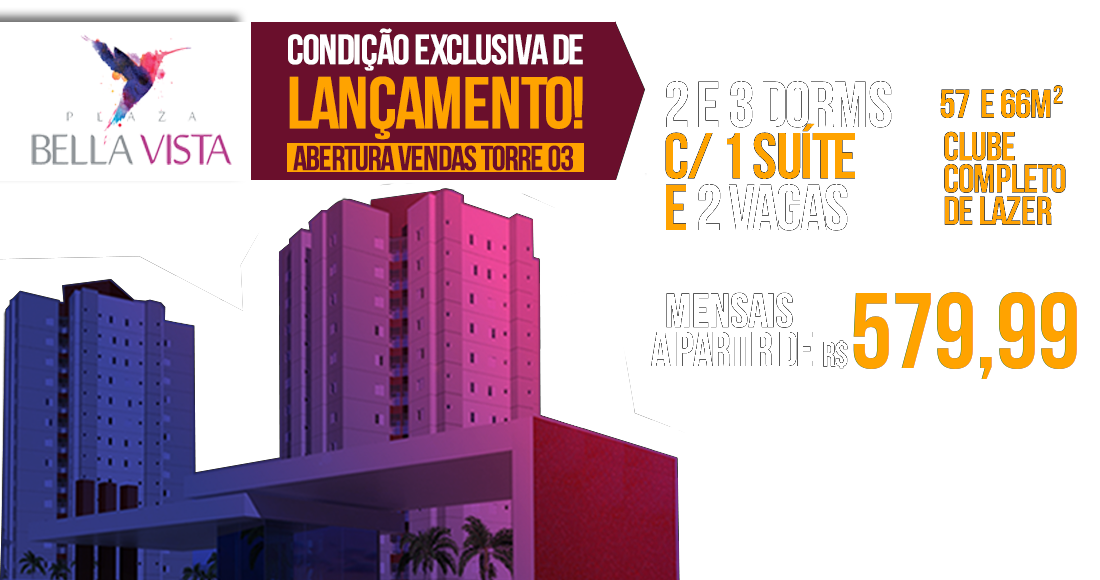 PLAZA
BELLA VISTA
CONDIÇÃO EXCLUSIVA DE
LANÇAMENTO!
ABERTURA VENDAS TORRE 03
2 E 3 DORMS
C/ 1 SUÍTE
E 2 VAGAS
57 E 66M²
CLUBE
COMPLETO
DE LAZER
MENSAIS
A PARTIR DE R$ 579,99